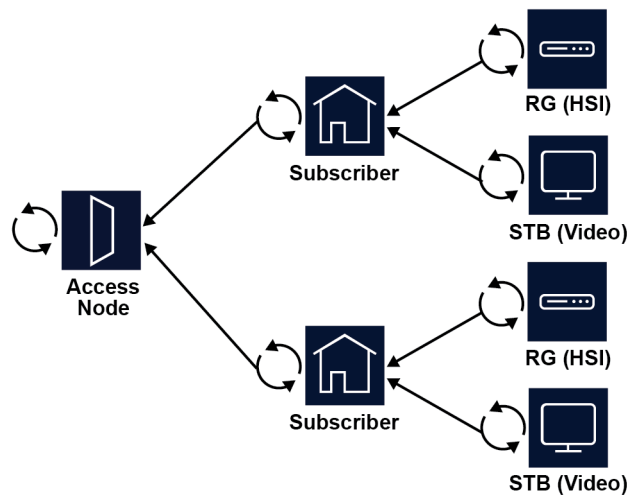 RG (HSI)
Subscriber
STB (Video)
Access
Node
RG (HSI)
Subscriber
STB (Video)